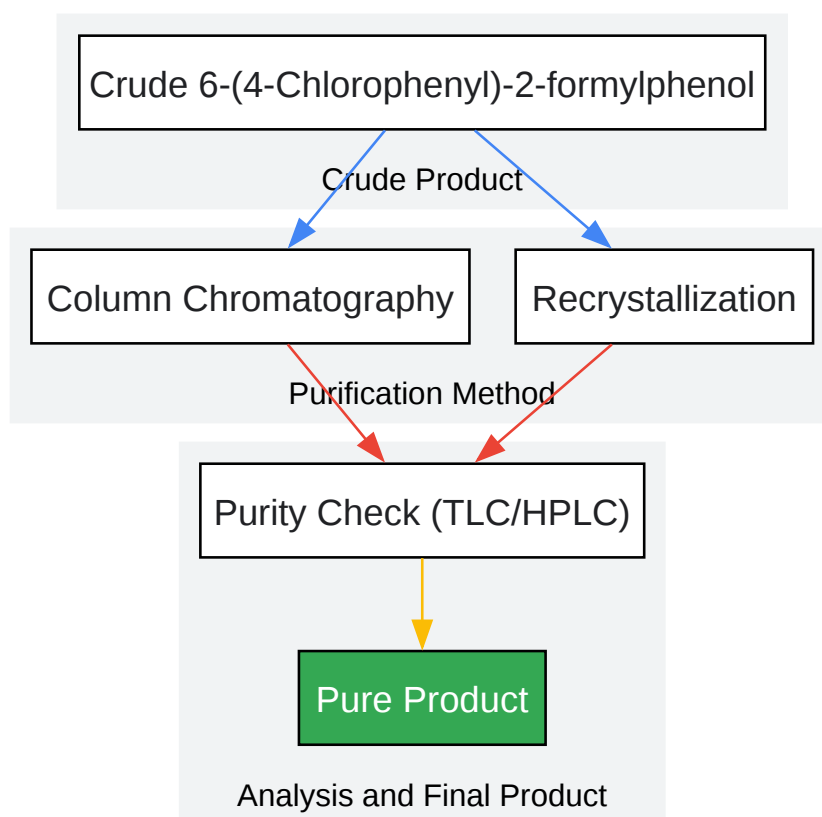 Crude 6-(4-Chlorophenyl)-2-formylphenol
Crude Product
Column Chromatography
Recrystallization
Purification Method
Purity Check (TLC/HPLC)
Pure Product
Analysis and Final Product